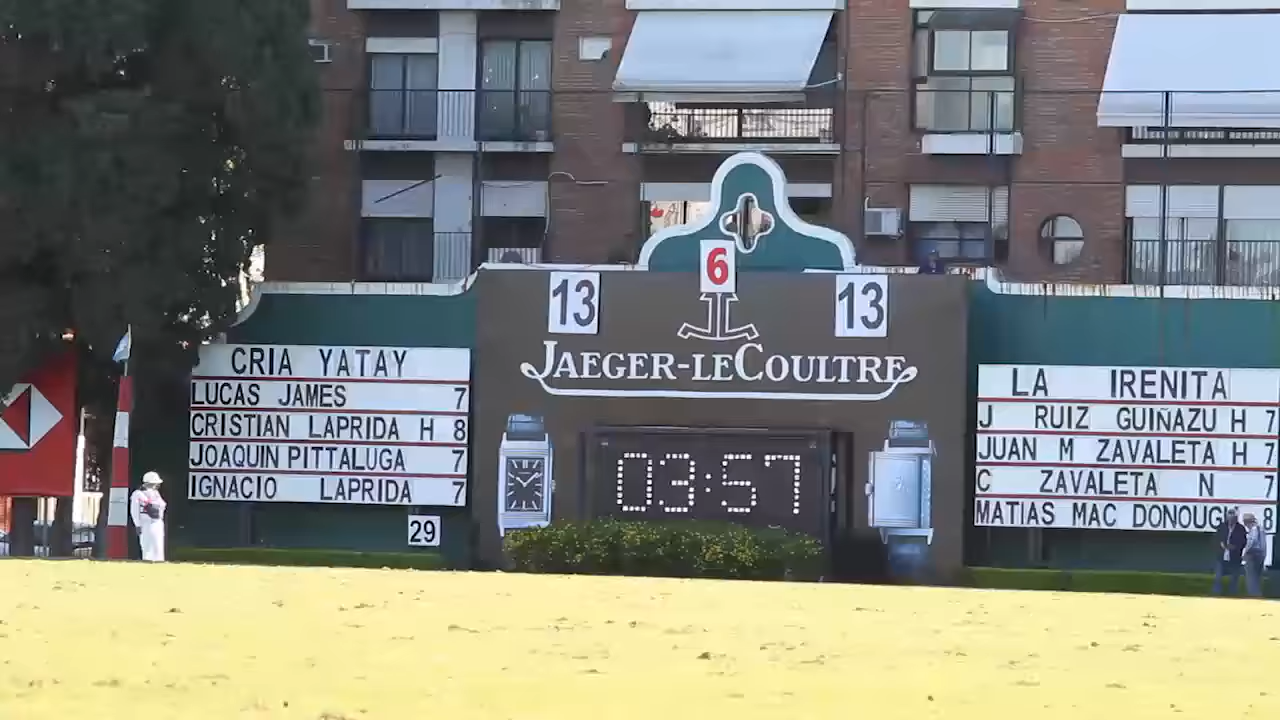 6
13
13
JAEGER-LECOULTRE
CRIA YATAY
LUCAS JAMES 7
CRISTIAN LAPRIDA H 8
JOAQUIN PITTALUGA 7
IGNACIO LAPRIDA 7
29
03:57
LA IRENITA
J RUIZ GUIÑAZU H 7
JUAN M ZAVALETA H 7
C ZAVALETA N 7
MATIAS MAC DONOUGH 8